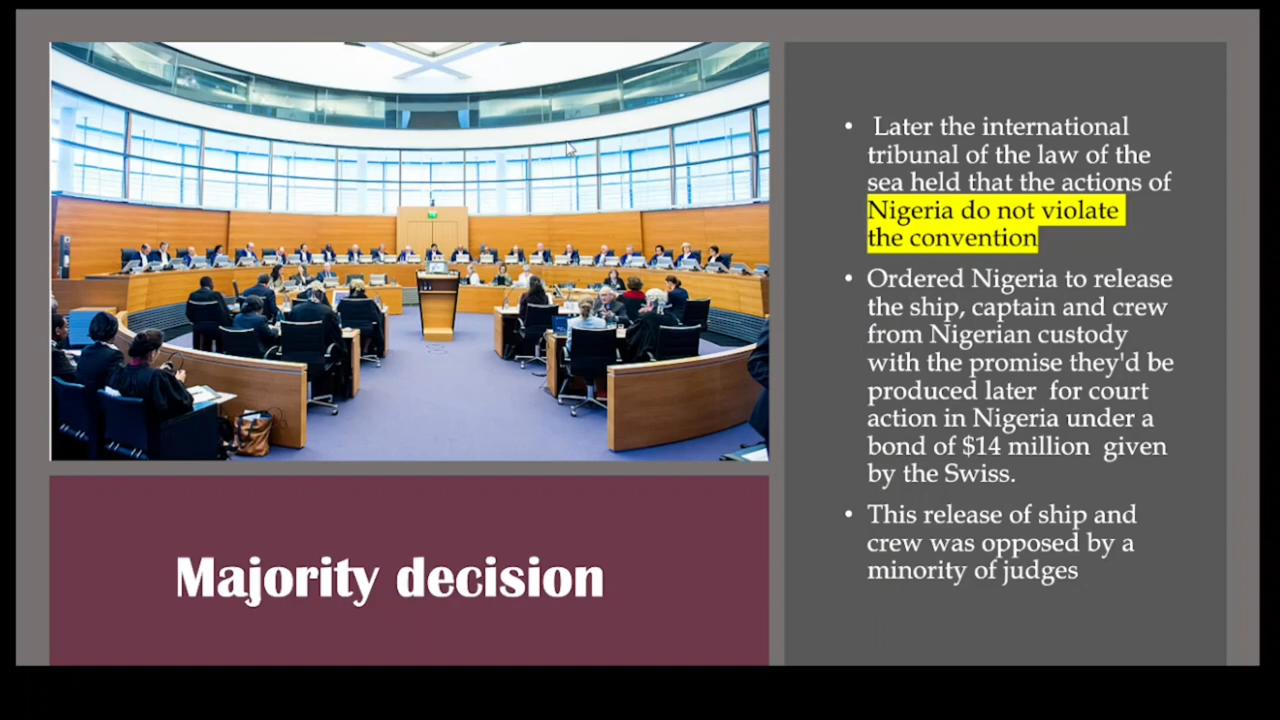 Later the international
tribunal of the law of the
sea held that the actions of
Nigeria do not violate
the convention
Ordered Nigeria to release
the ship, captain and crew
from Nigerian custody
with the promise they'd be
produced later for court
action in Nigeria under a
bond of $14 million given
by the Swiss.
This release of ship and
crew was opposed by a
minority of judges
Majority decision